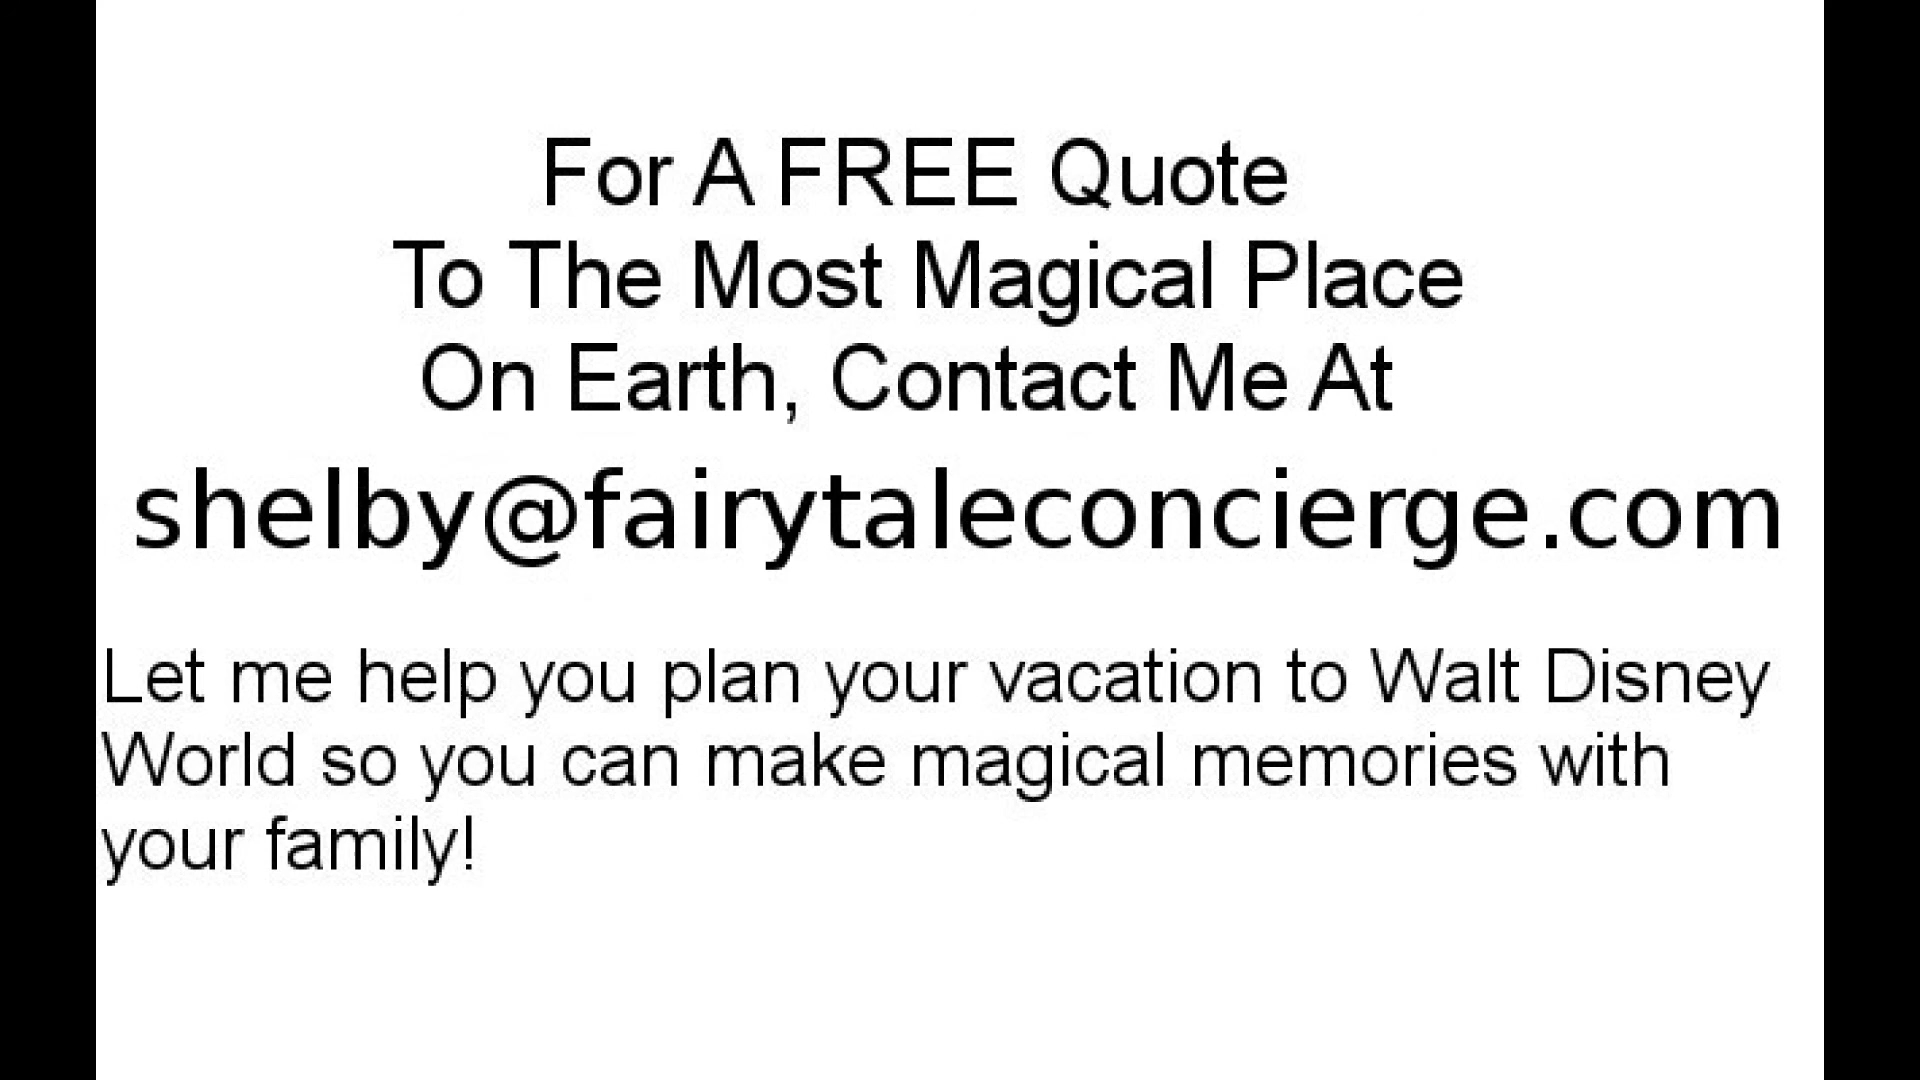 For A FREE Quote
To The Most Magical Place
On Earth, Contact Me At
shelby@fairytaleconcierge.com
Let me help you plan your vacation to Walt Disney
World so you can make magical memories with
your family!